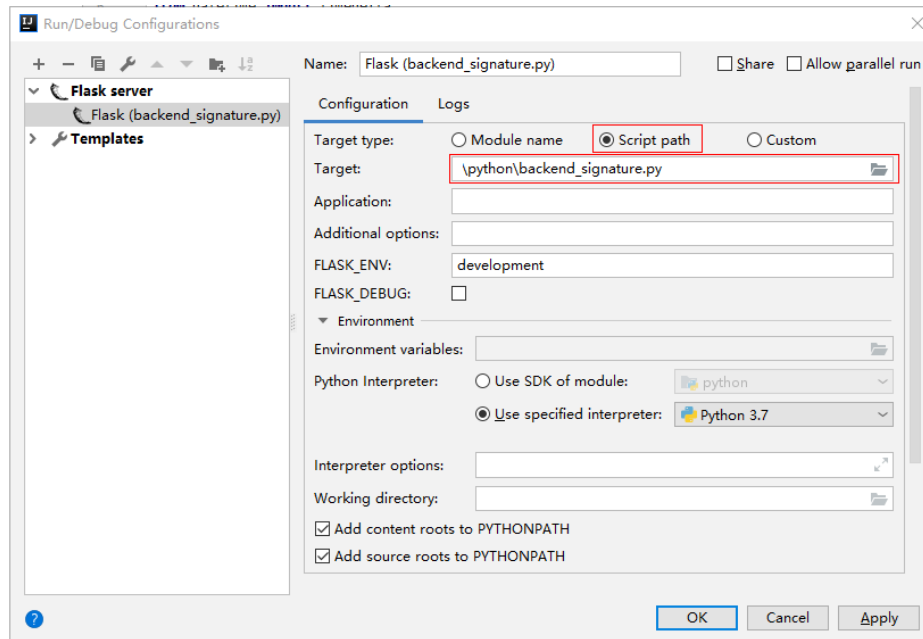 Run/Debug Configurations
Name: Flask (backend_signature.py) Share Allow parallel run
Flask server
Flask (backend_signature.py)
Templates
Configuration Logs
Target type: Module name Script path Custom
Target: \python\backend_signature.py
Application:
Additional options:
FLASK_ENV: development
FLASK_DEBUG:
Environment
Environment variables:
Python Interpreter: Use SDK of module: python
Use specified interpreter: Python 3.7
Interpreter options:
Working directory:
Add content roots to PYTHONPATH
Add source roots to PYTHONPATH
OK Cancel Apply